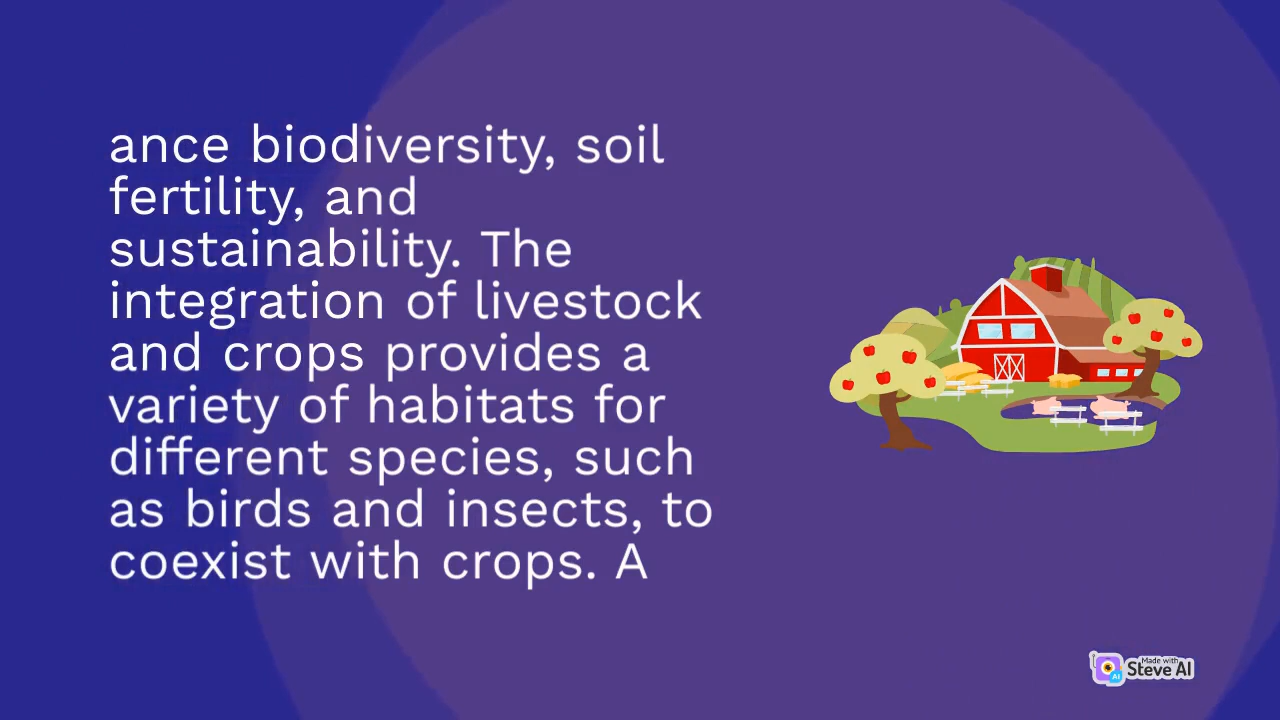 ance biodiversity, soil
fertility, and
sustainability. The
integration of livestock
and crops provides a
variety of habitats for
different species, such
as birds and insects, to
coexist with crops. A
Made with
Steve AI
AI